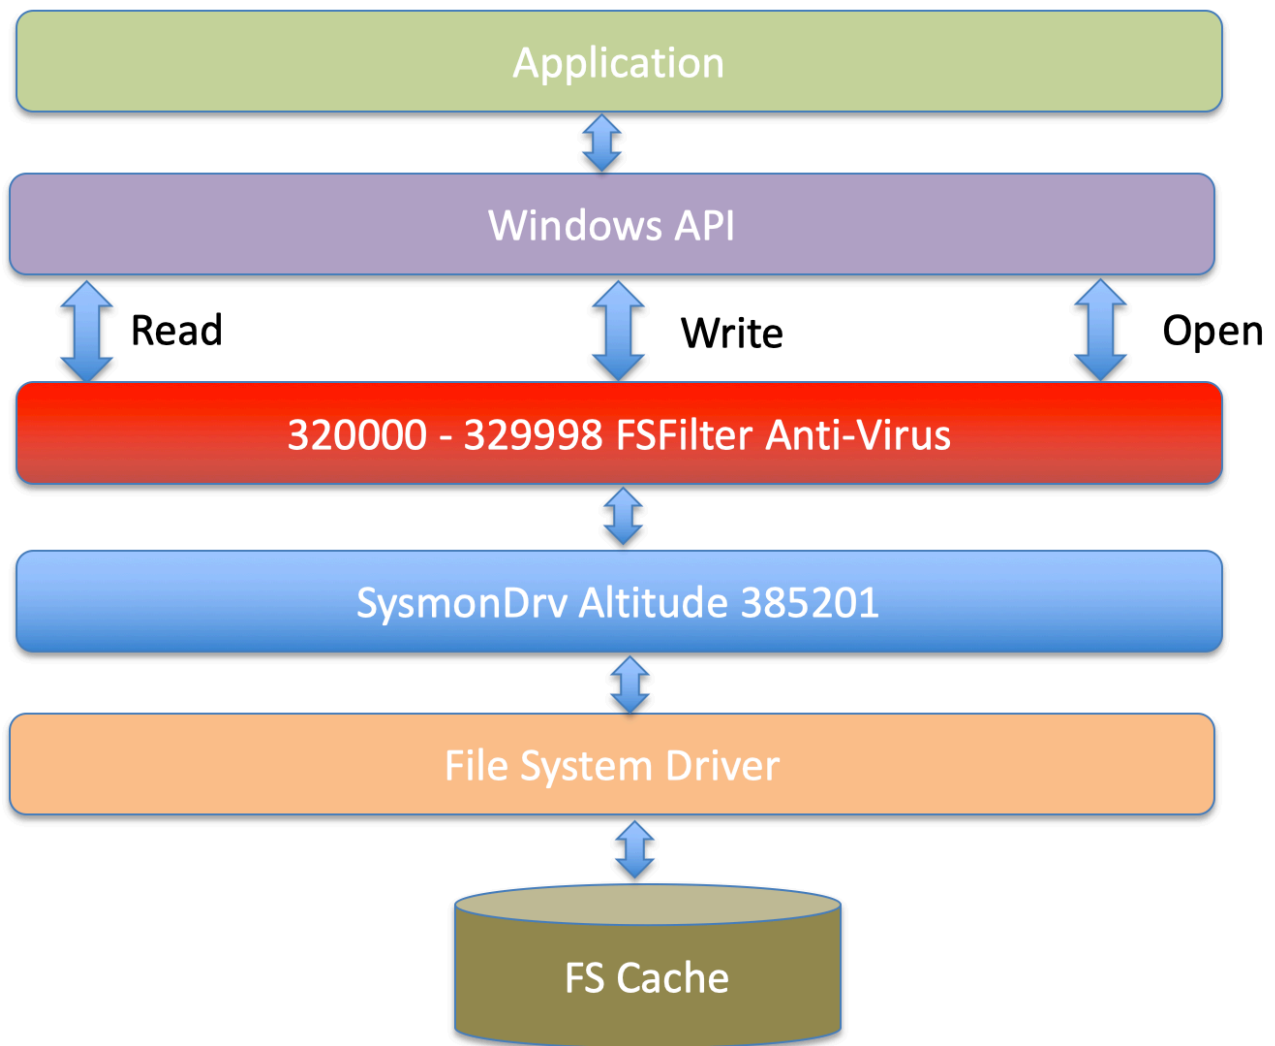 Application
Windows API
Read
Write
Open
320000 - 329998 FSFilter Anti-Virus
SysmonDrv Altitude 385201
File System Driver
FS Cache